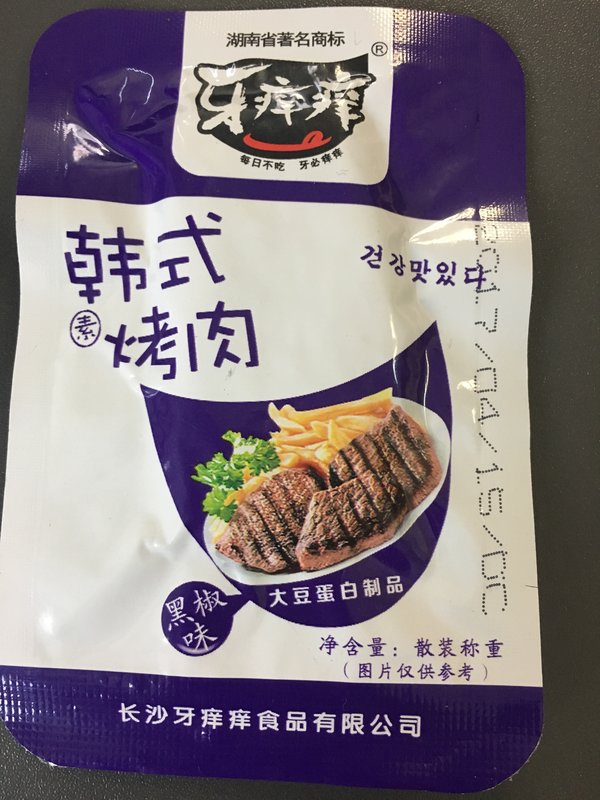 湖南省著名商标
®
牙痒痒
每日不吃 牙必痒痒
韩式
素
烤肉
건강맛있다
2017/04/15/DC
大豆蛋白制品
黑椒
味
净含量：散装称重
（图片仅供参考）
长沙牙痒痒食品有限公司